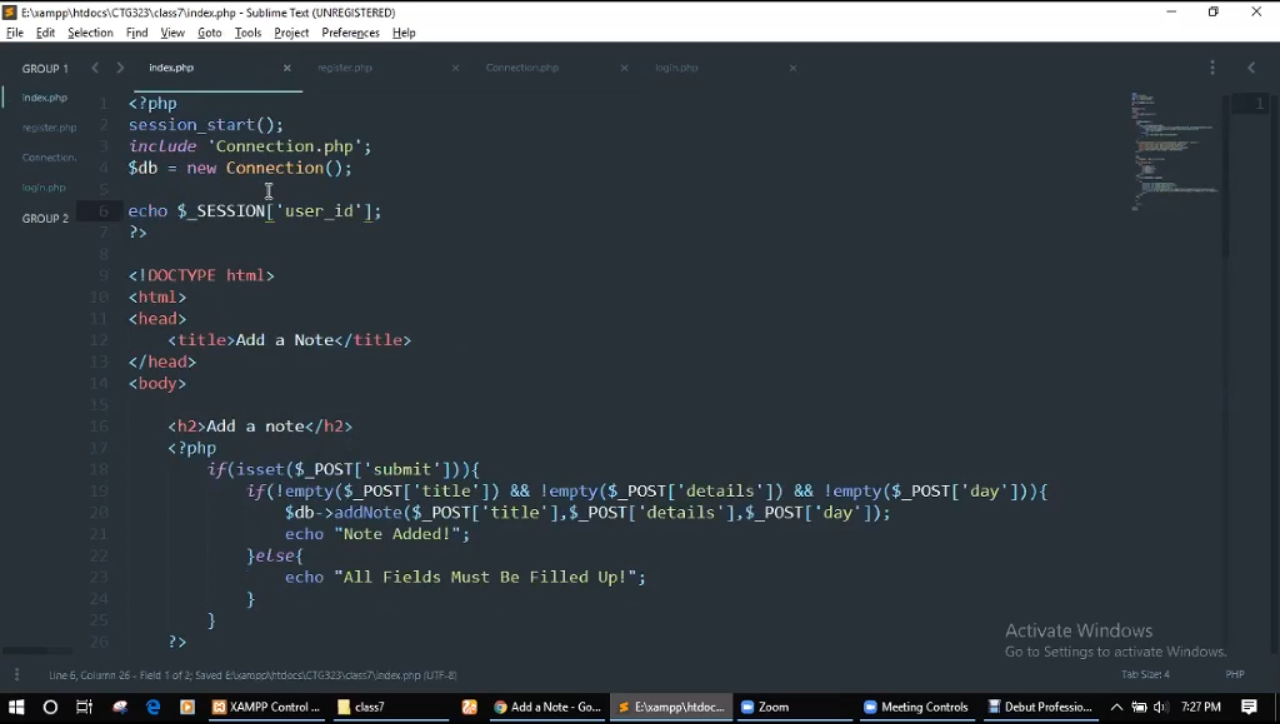 E:\xampp\htdocs\CTG323\class7\index.php - Sublime Text (UNREGISTERED)
File Edit Selection Find View Goto Tools Project Preferences Help
GROUP 1 index.php register.php Connection.php login.php
index.php
register.php
Connection.
login.php
GROUP 2
1 <?php
2 session_start();
3 include 'Connection.php';
4 $db = new Connection();
5
6 echo $_SESSION['user_id'];
7 ?>
8
9 <!DOCTYPE html>
10 <html>
11 <head>
12 <title>Add a Note</title>
13 </head>
14 <body>
15
16 <h2>Add a note</h2>
17 <?php
18 if(isset($_POST['submit'])){
19 if(!empty($_POST['title']) && !empty($_POST['details']) && !empty($_POST['day'])){
20 $db->addNote($_POST['title'],$_POST['details'],$_POST['day']);
21 echo "Note Added!";
22 }else{
23 echo "All Fields Must Be Filled Up!";
24 }
25 }
26 ?>
1
Activate Windows
Go to Settings to activate Windows.
Line 6, Column 26 - Field 1 of 2; Saved E:\xampp\htdocs\CTG323\class7\index.php (UTF-8) Tab Size: 4 PHP
XAMPP Control ... class7 Add a Note - Go... E:\xampp\htdoc... Zoom Meeting Controls Debut Professio... 7:27 PM